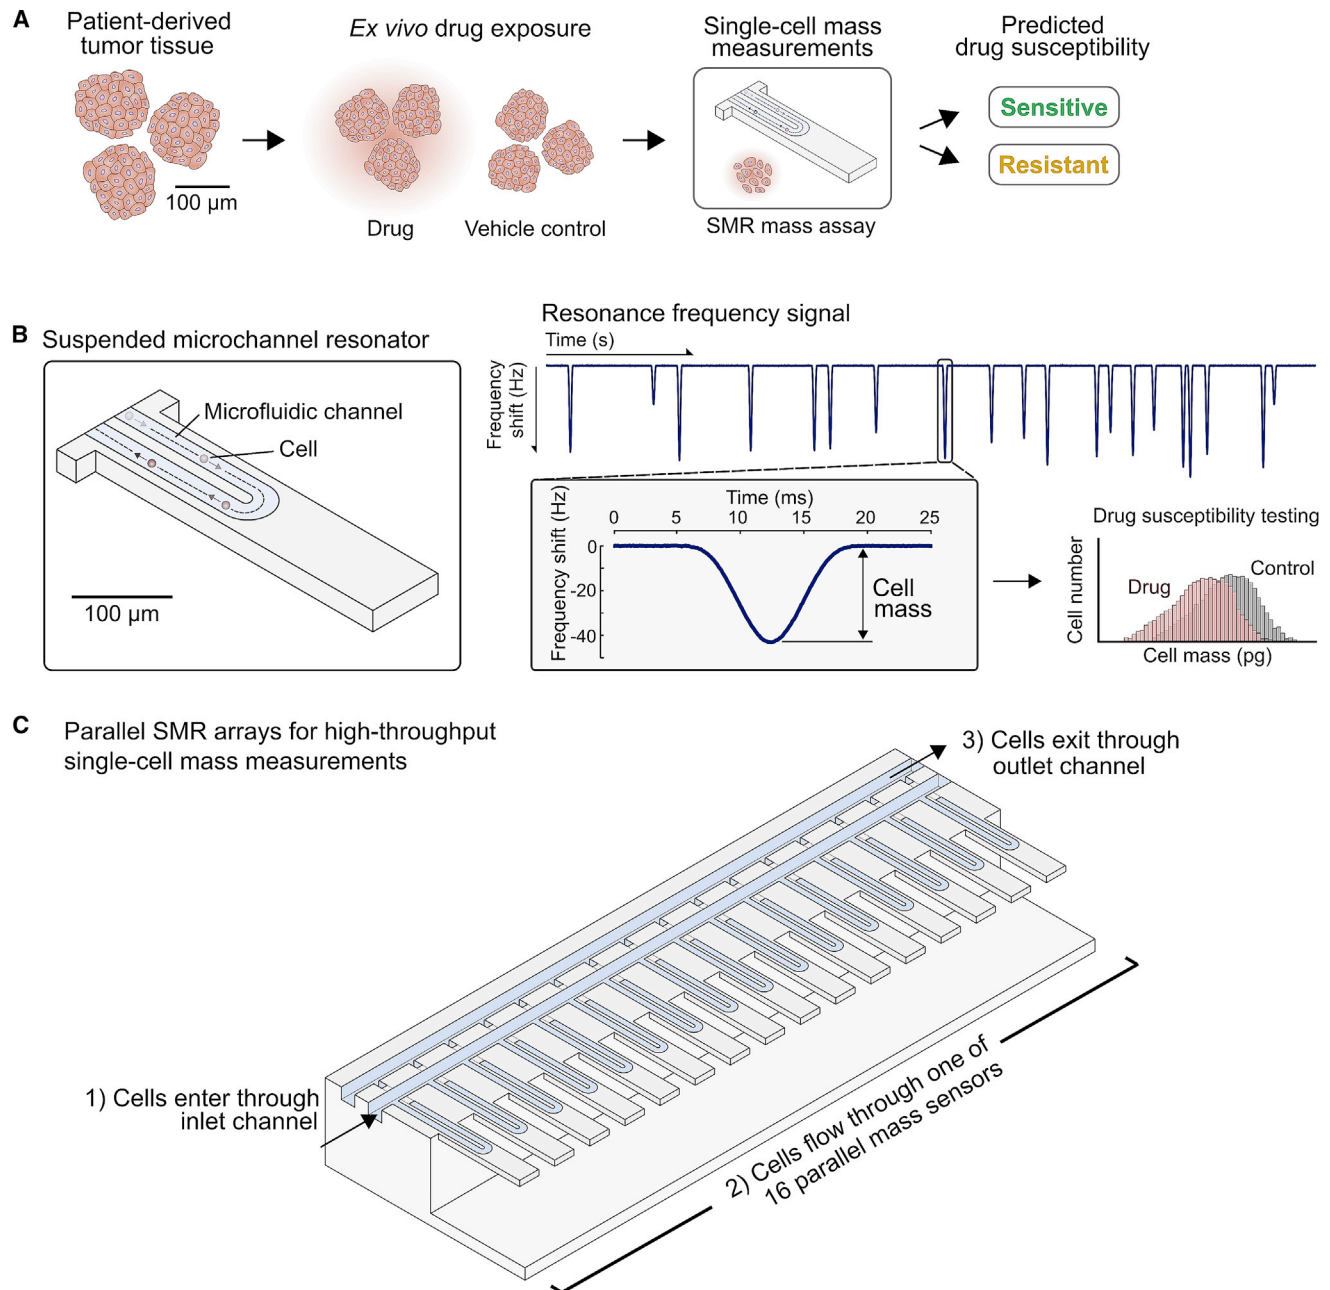 A
Patient-derived
tumor tissue
100 μm
Ex vivo drug exposure
Drug
Vehicle control
Single-cell mass
measurements
SMR mass assay
Predicted
drug susceptibility
Sensitive
Resistant
B
Suspended microchannel resonator
Microfluidic channel
Cell
100 μm
Resonance frequency signal
Time (s)
Frequency
shift (Hz)
Time (ms)
0 5 10 15 20 25
Frequency shift (Hz)
0
-20
-40
Cell
mass
Drug susceptibility testing
Cell number
Drug
Control
Cell mass (pg)
C
Parallel SMR arrays for high-throughput
single-cell mass measurements
3) Cells exit through
outlet channel
1) Cells enter through
inlet channel
2) Cells flow through one of
16 parallel mass sensors